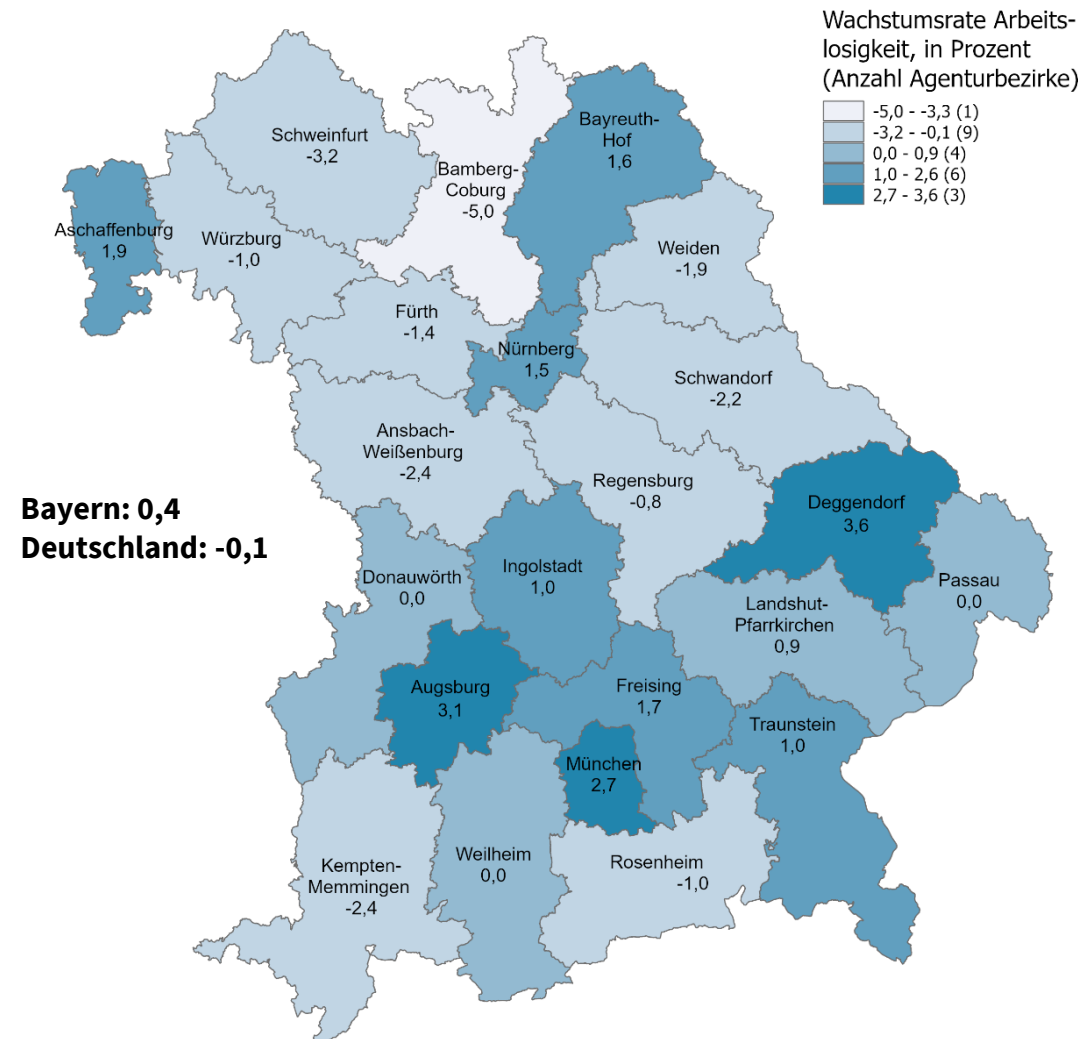 Wachstumsrate Arbeits-
losigkeit, in Prozent
(Anzahl Agenturbezirke)
-5,0 - -3,3 (1)
-3,2 - -0,1 (9)
0,0 - 0,9 (4)
1,0 - 2,6 (6)
2,7 - 3,6 (3)
Schweinfurt
-3,2
Bamberg-
Coburg
-5,0
Bayreuth-
Hof
1,6
Aschaffenburg
1,9
Würzburg
-1,0
Weiden
-1,9
Fürth
-1,4
Nürnberg
1,5
Schwandorf
-2,2
Ansbach-
Weißenburg
-2,4
Regensburg
-0,8
Deggendorf
3,6
Bayern: 0,4
Deutschland: -0,1
Donauwörth
0,0
Ingolstadt
1,0
Landshut-
Pfarrkirchen
0,9
Passau
0,0
Augsburg
3,1
Freising
1,7
Traunstein
1,0
München
2,7
Kempten-
Memmingen
-2,4
Weilheim
0,0
Rosenheim
-1,0